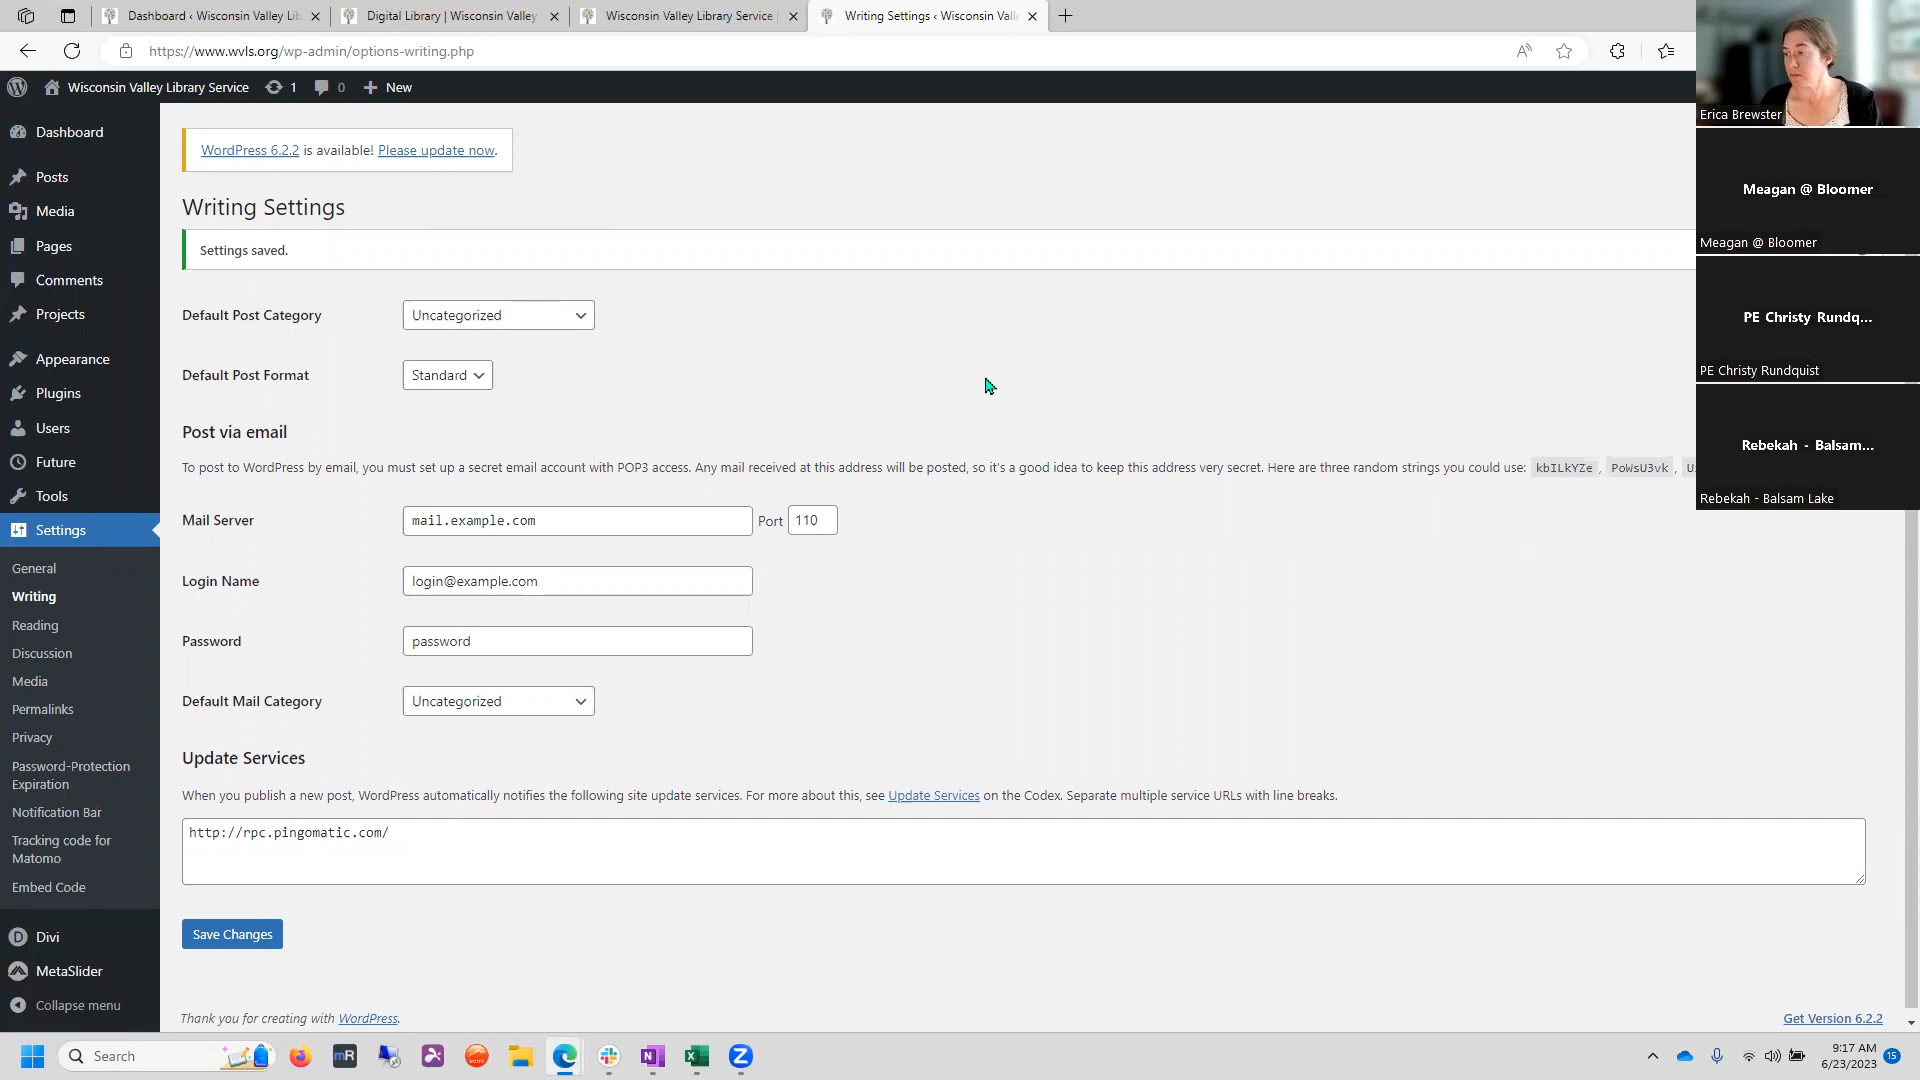 Dashboard ‹ Wisconsin Valley Lib
Digital Library | Wisconsin Valley
Wisconsin Valley Library Service |
Writing Settings ‹ Wisconsin Vall
https://www.wvls.org/wp-admin/options-writing.php
Wisconsin Valley Library Service
1
0
New
Dashboard
Posts
Media
Pages
Comments
Projects
Appearance
Plugins
Users
Future
Tools
Settings
General
Writing
Reading
Discussion
Media
Permalinks
Privacy
Password-Protection
Expiration
Notification Bar
Tracking code for
Matomo
Embed Code
Divi
MetaSlider
Collapse menu
WordPress 6.2.2 is available! Please update now.
Writing Settings
Settings saved.
Default Post Category
Uncategorized
Default Post Format
Standard
Post via email
To post to WordPress by email, you must set up a secret email account with POP3 access. Any mail received at this address will be posted, so it's a good idea to keep this address very secret. Here are three random strings you could use: kbILkYZe, PoWsU3vk,
Mail Server
mail.example.com
Port
110
Login Name
login@example.com
Password
password
Default Mail Category
Uncategorized
Update Services
When you publish a new post, WordPress automatically notifies the following site update services. For more about this, see Update Services on the Codex. Separate multiple service URLs with line breaks.
http://rpc.pingomatic.com/
Save Changes
Thank you for creating with WordPress.
Get Version 6.2.2
Erica Brewster
Meagan @ Bloomer
Meagan @ Bloomer
PE Christy Rundq...
PE Christy Rundquist
Rebekah - Balsam...
Rebekah - Balsam Lake
Search
mR
9:17 AM
6/23/2023
15